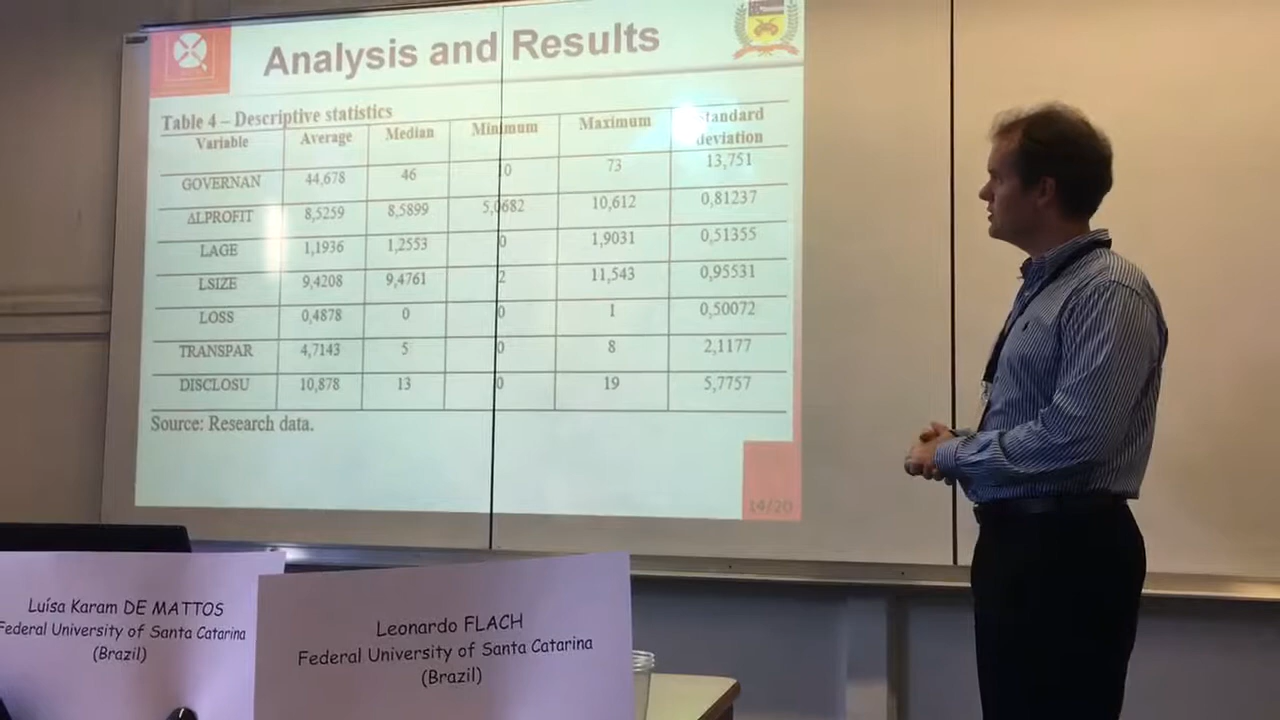 Analysis and Results
Table 4 – Descriptive statistics
Variable Average Median Minimum Maximum Standard deviation
GOVERNAN 44,678 46 10 73 13,751
ΔLPROFIT 8,5259 8,5899 5,0682 10,612 0,81237
LAGE 1,1936 1,2553 0 1,9031 0,51355
LSIZE 9,4208 9,4761 2 11,543 0,95531
LOSS 0,4878 0 0 1 0,50072
TRANSPAR 4,7143 5 0 8 2,1177
DISCLOSU 10,878 13 0 19 5,7757
Source: Research data.
14/20
Luísa Karam DE MATTOS
Federal University of Santa Catarina
(Brazil)
Leonardo FLACH
Federal University of Santa Catarina
(Brazil)